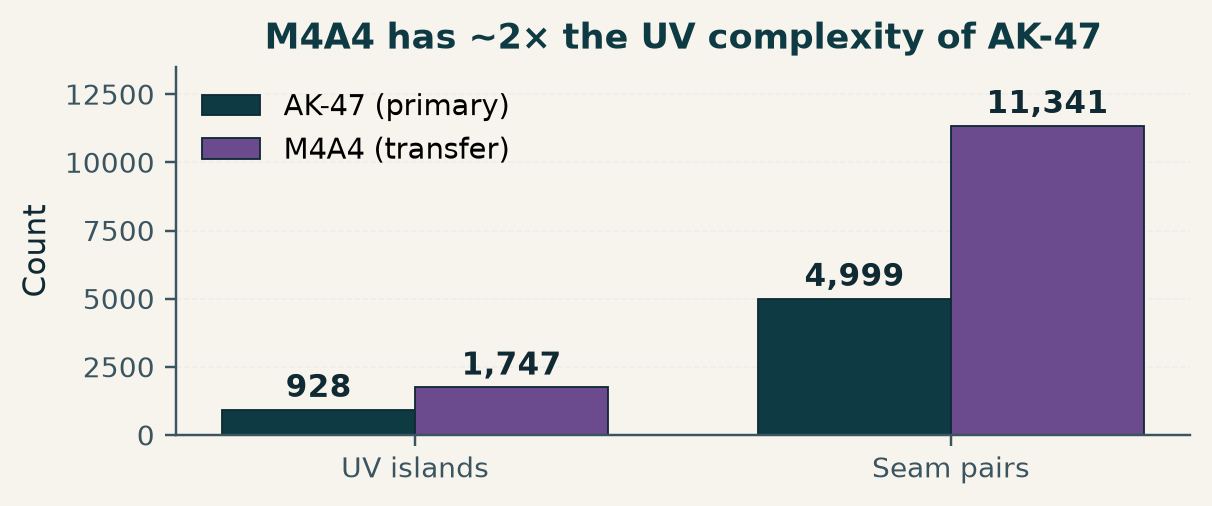 M4A4 has ~2× the UV complexity of AK-47
AK-47 (primary)
M4A4 (transfer)
Count
12500
10000
7500
5000
2500
0
928
1,747
4,999
11,341
UV islands
Seam pairs